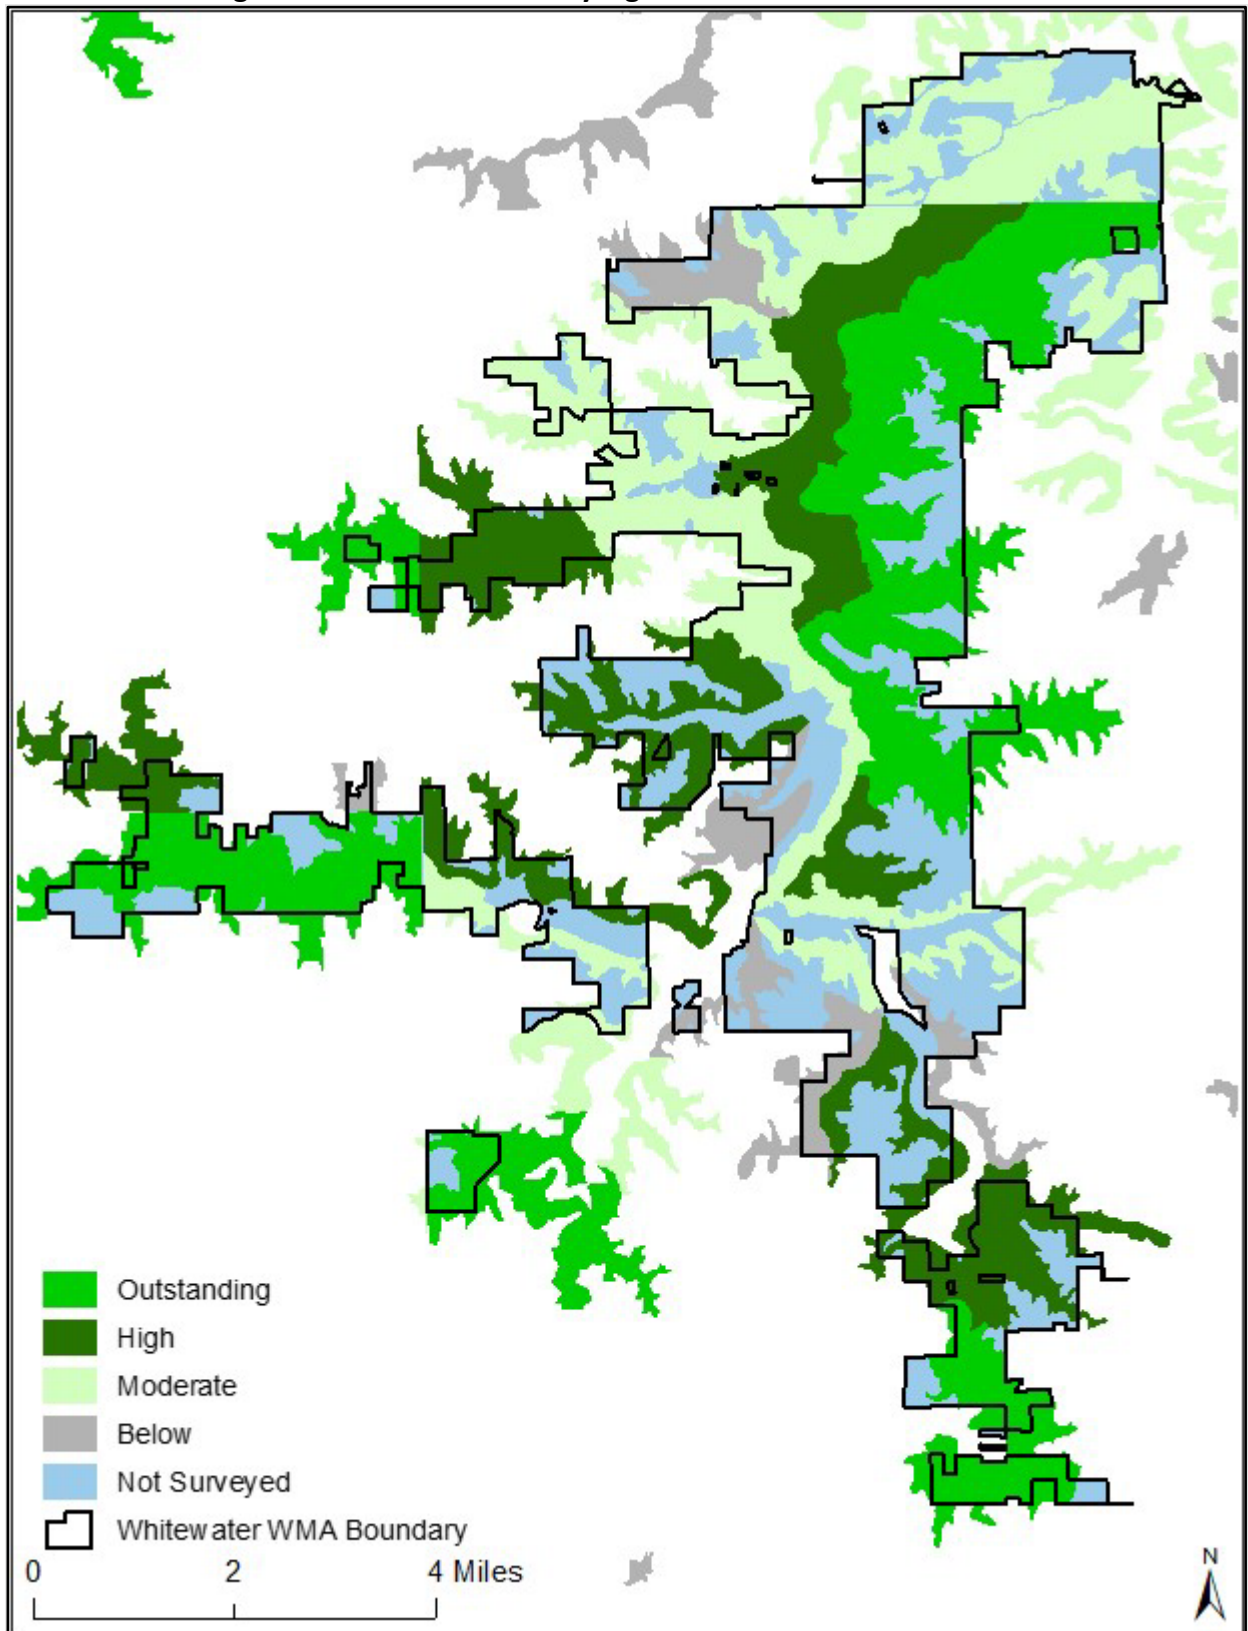 Outstanding
High
Moderate
Below
Not Surveyed
Whitewater WMA Boundary
0 2 4 Miles
N